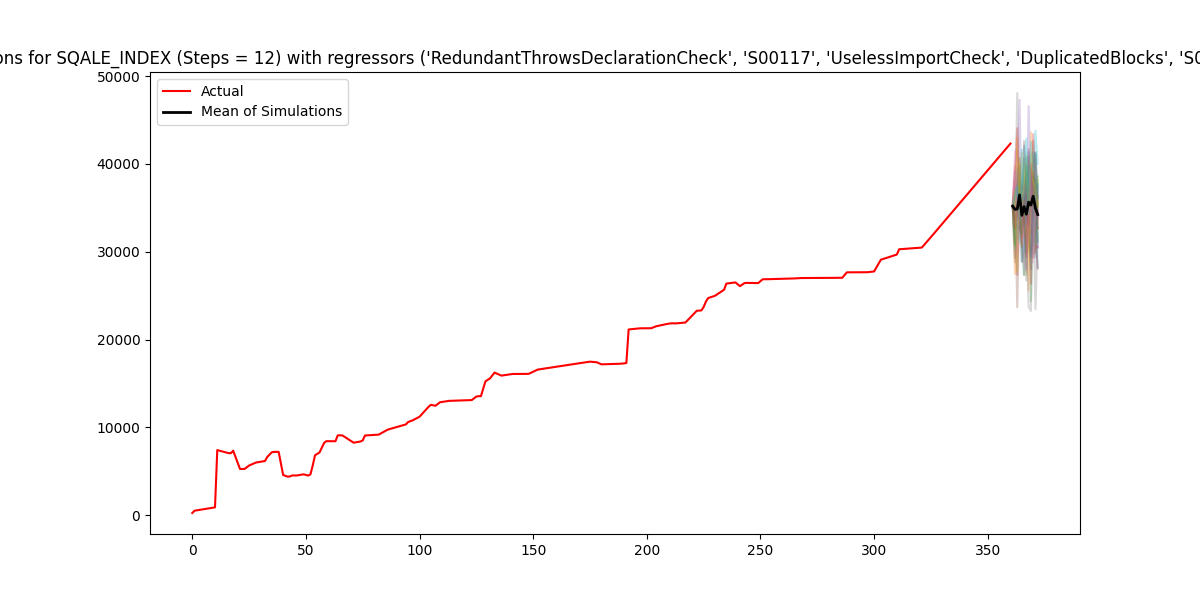 ons for SQALE_INDEX (Steps = 12) with regressors ('RedundantThrowsDeclarationCheck', 'S00117', 'UselessImportCheck', 'DuplicatedBlocks', 'S0
50000
Actual
Mean of Simulations
40000
30000
20000
10000
0
0 50 100 150 200 250 300 350